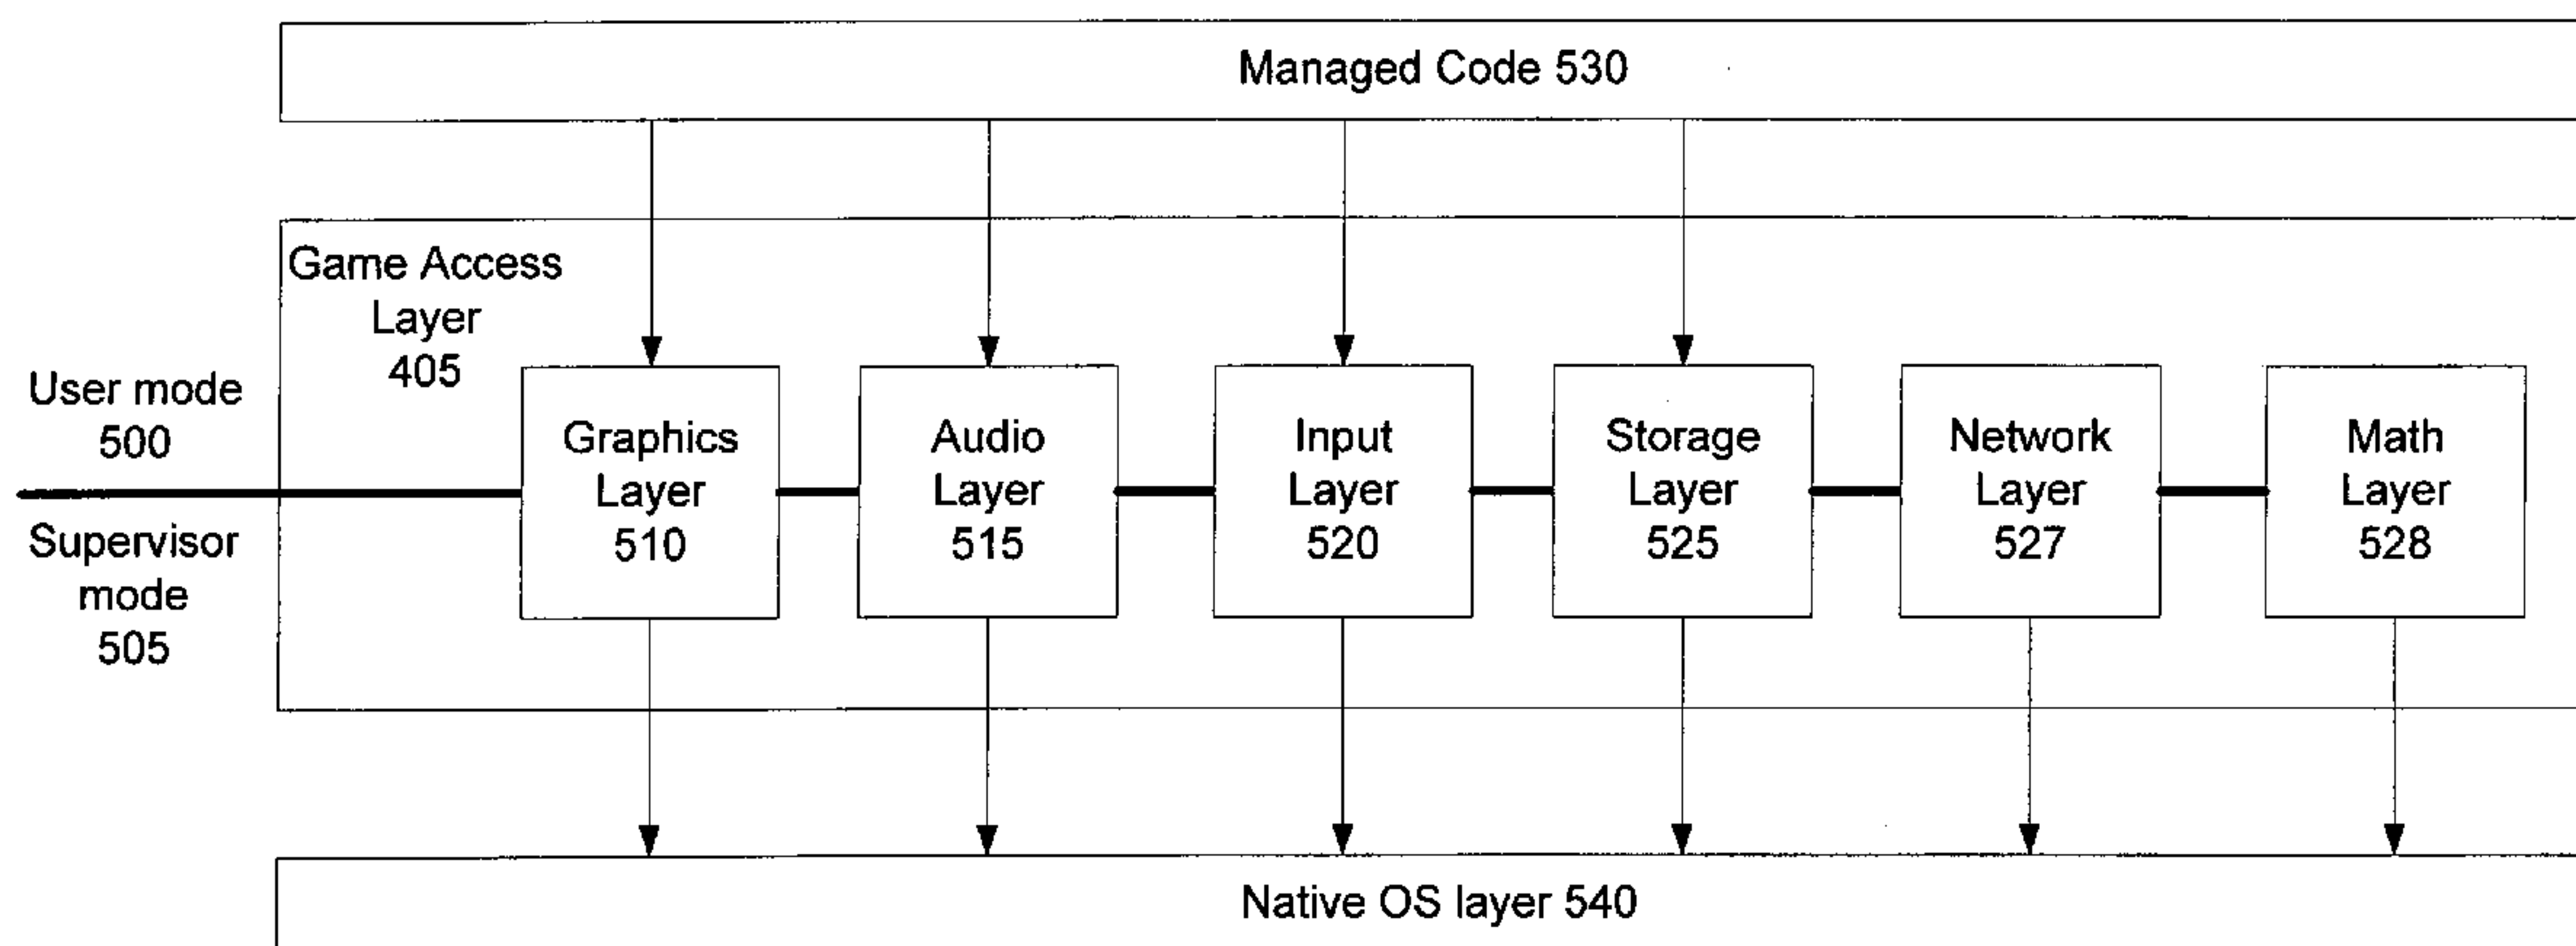 Managed Code 530
Game Access
Layer
405
User mode
500
Supervisor
mode
505
Graphics
Layer
510
Audio
Layer
515
Input
Layer
520
Storage
Layer
525
Network
Layer
527
Math
Layer
528
Native OS layer 540